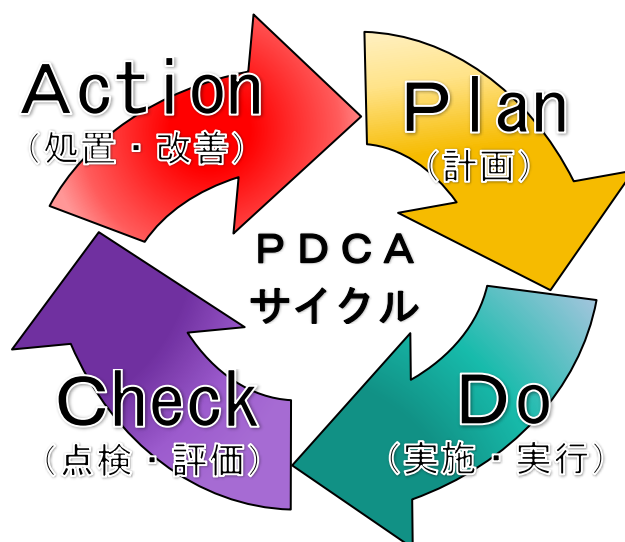 Action
（処置・改善）
Plan
（計画）
ＰＤＣＡ
サイクル
Check
（点検・評価）
Do
（実施・実行）